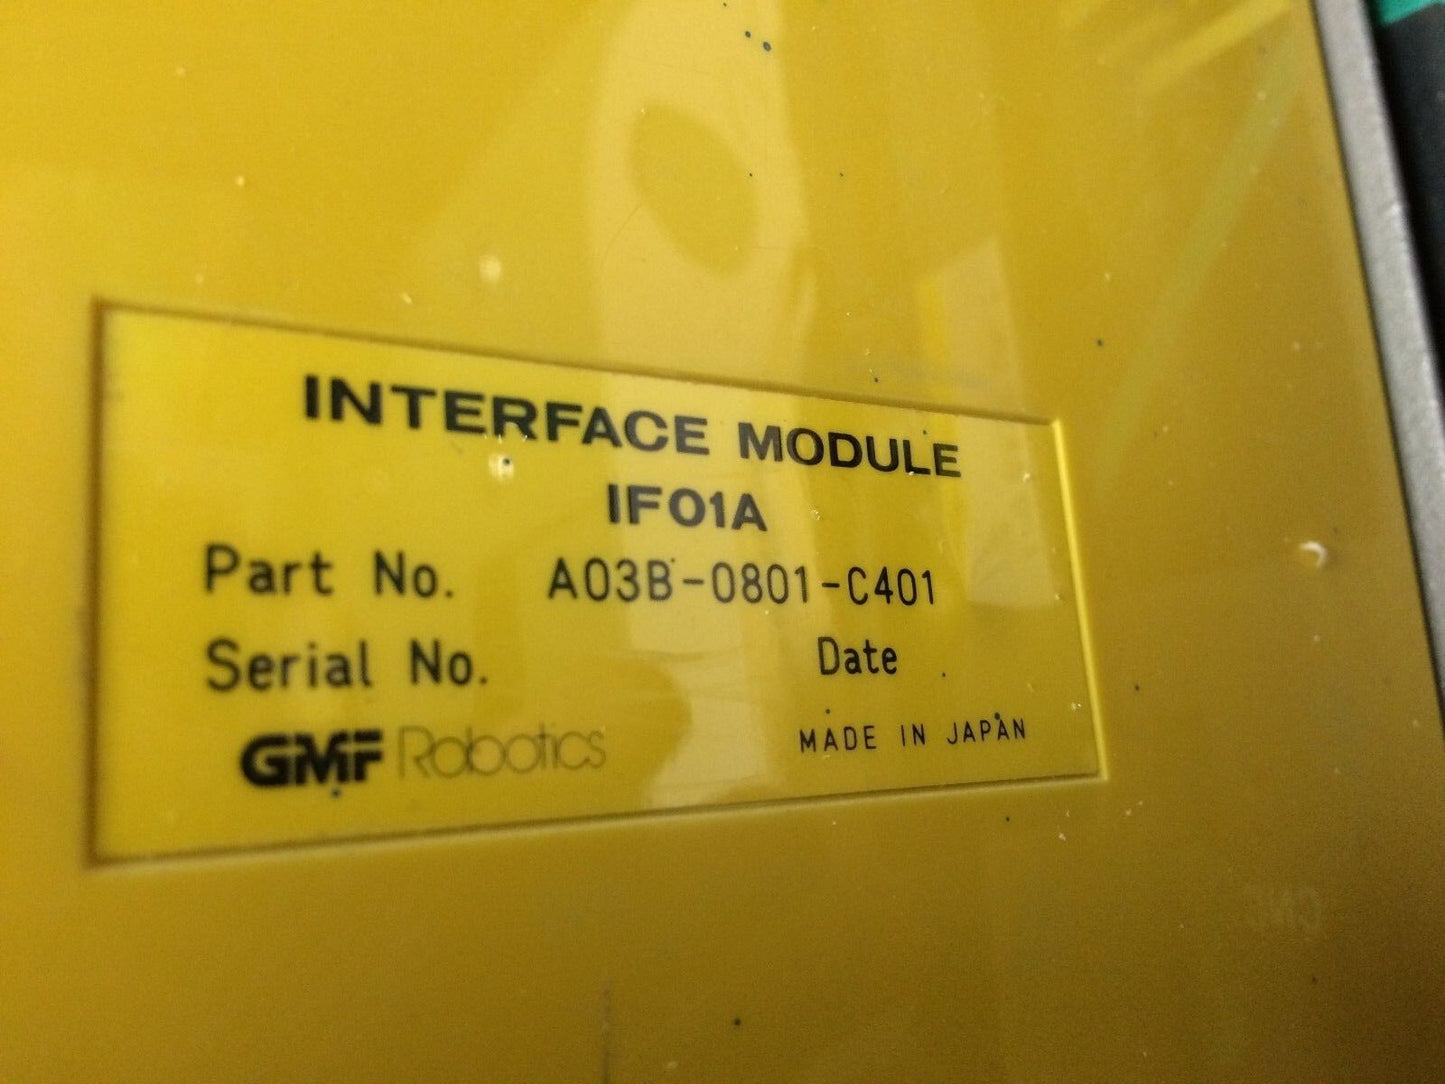 INTERFACE MODULE
IF01A
Part No. A03B-0801-C401
Serial No. Date
GMF Robotics MADE IN JAPAN